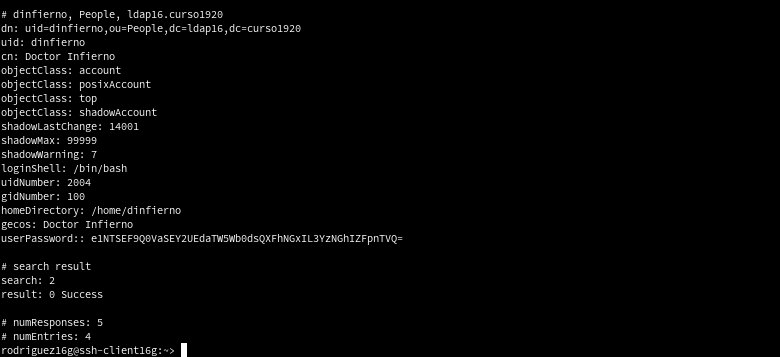 # dinfierno, People, ldap16.curso1920
dn: uid=dinfierno,ou=People,dc=ldap16,dc=curso1920
uid: dinfierno
cn: Doctor Infierno
objectClass: account
objectClass: posixAccount
objectClass: top
objectClass: shadowAccount
shadowLastChange: 14001
shadowMax: 99999
shadowWarning: 7
loginShell: /bin/bash
uidNumber: 2004
gidNumber: 100
homeDirectory: /home/dinfierno
gecos: Doctor Infierno
userPassword:: e1NTSEF9Q0VaSEY2UEdaTW5Wb0dsQXFhNGxIL3YzNGhIZFpnTVQ=
# search result
search: 2
result: 0 Success
# numResponses: 5
# numEntries: 4
rodriguez16g@ssh-client16g:~>